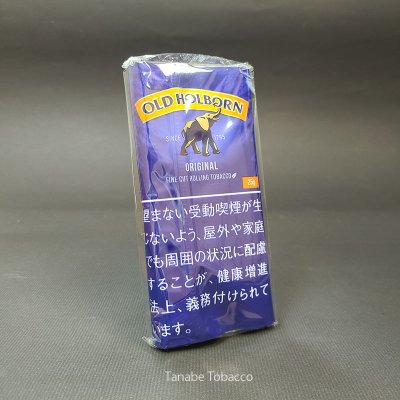 OLD HOLBORN
SINCE 1795
ORIGINAL
FINE CUT ROLLING TOBACCO
25g
望まない受動喫煙が生
じないよう、屋外や家庭
でも周囲の状況に配慮
することが、健康増進
法上、義務付けられて
います。
Tanabe Tobacco